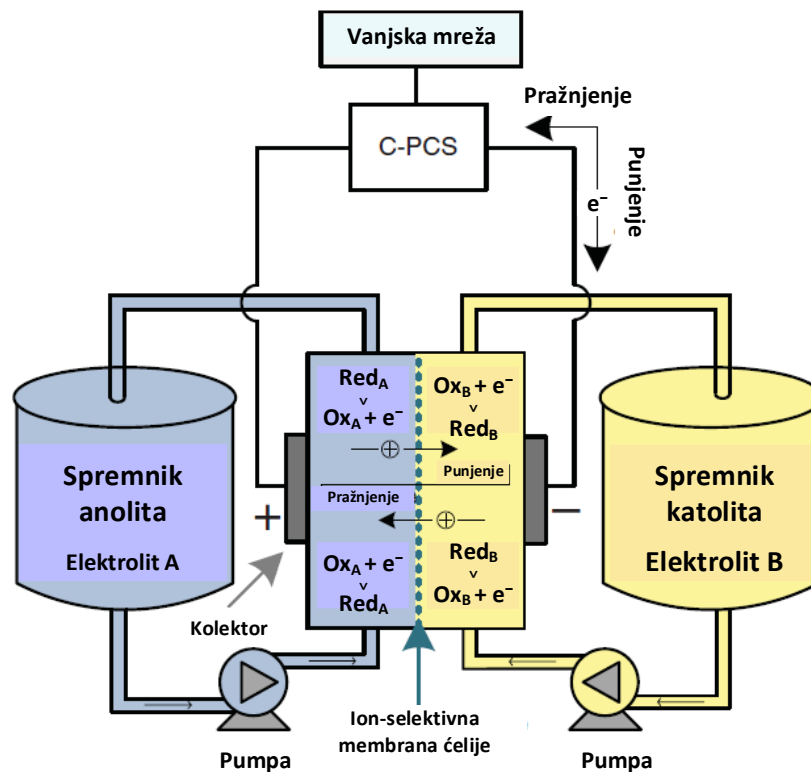 Vanjska mreža
C-PCS
Pražnjenje
Punjenje
e⁻
Red_A
Ox_A + e⁻
Ox_B + e⁻
Red_B
Punjenje
Pražnjenje
Spremnik
anolita
Elektrolit A
+
−
Spremnik
katolita
Elektrolit B
Ox_A + e⁻
Red_A
Red_B
Ox_B + e⁻
Kolektor
Ion-selektivna
membrana ćelije
Pumpa
Pumpa